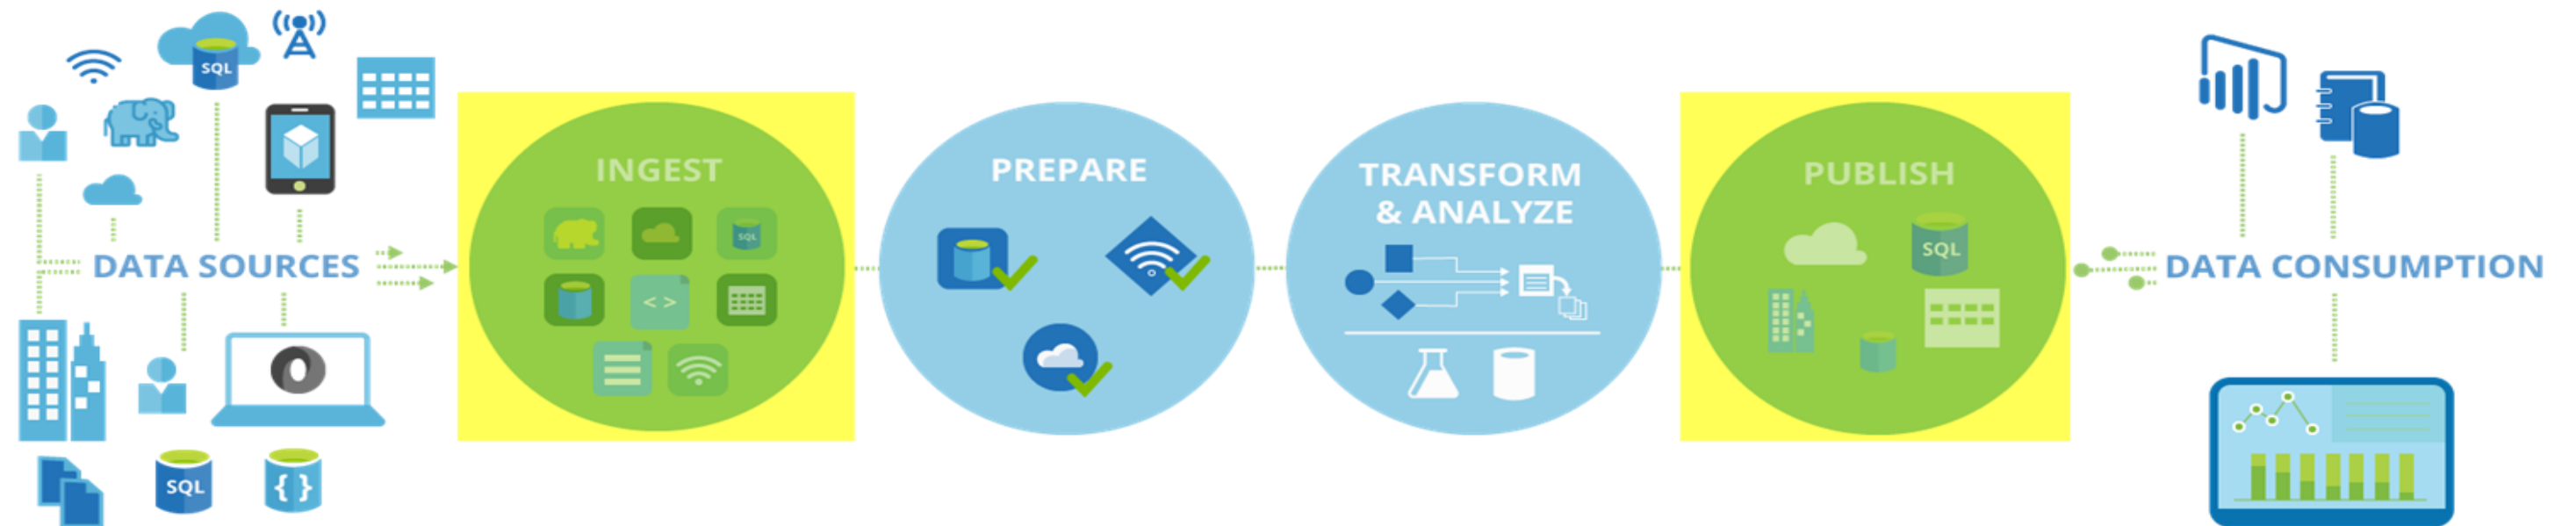 SQL
DATA SOURCES
SQL
{ }
INGEST
SQL
< >
PREPARE
TRANSFORM
& ANALYZE
PUBLISH
SQL
DATA CONSUMPTION